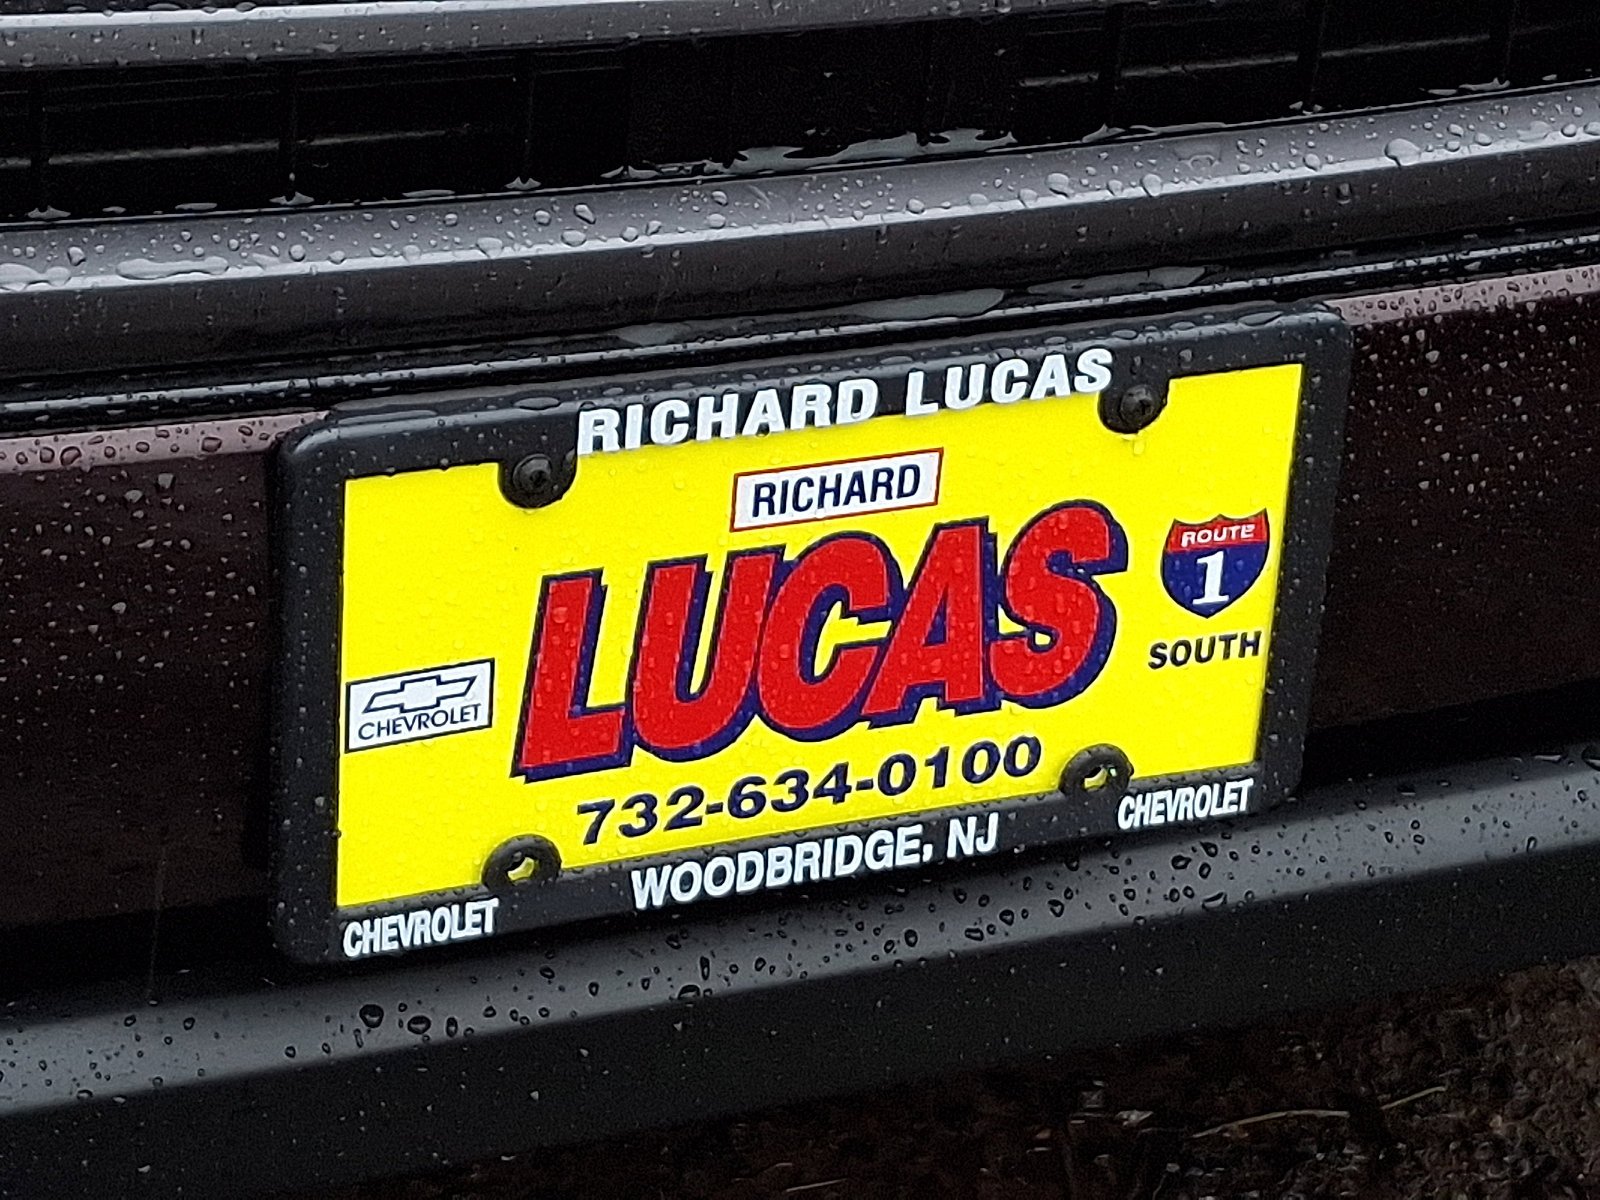 RICHARD LUCAS
RICHARD
LUCAS
ROUTE
1
SOUTH
CHEVROLET
732-634-0100
WOODBRIDGE, NJ
CHEVROLET
CHEVROLET